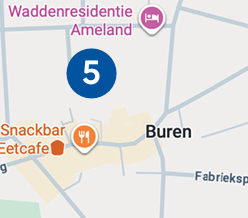 Waddenresidentie
Ameland
5
Snackbar
Eetcafe
Buren
g
Fabrieksp